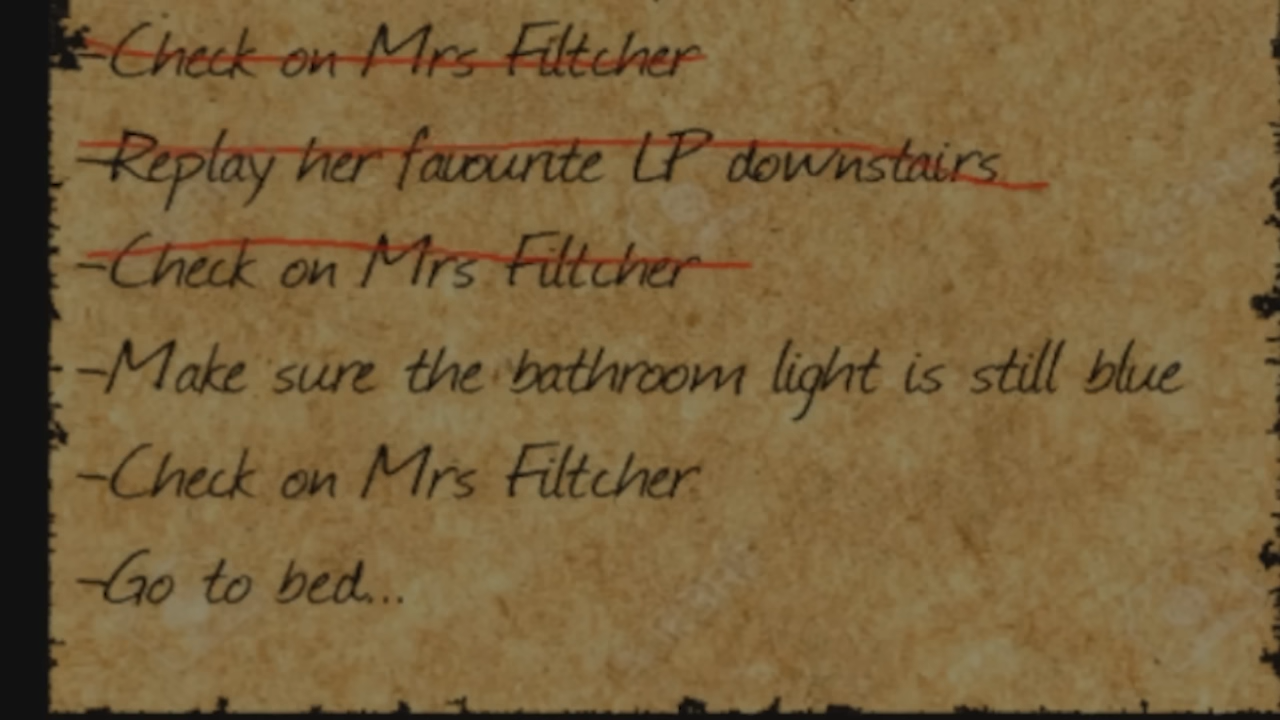 -Check on Mrs Filtcher
-Replay her favourite LP downstairs
-Check on Mrs Filtcher
-Make sure the bathroom light is still blue
-Check on Mrs Filtcher
-Go to bed...